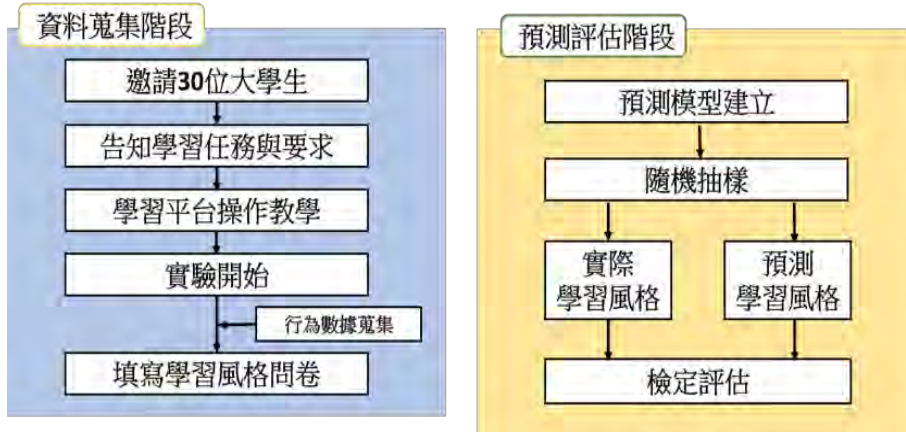 資料蒐集階段
邀請30位大學生
告知學習任務與要求
學習平台操作教學
實驗開始
行為數據蒐集
填寫學習風格問卷
預測評估階段
預測模型建立
隨機抽樣
實際
學習風格
預測
學習風格
檢定評估